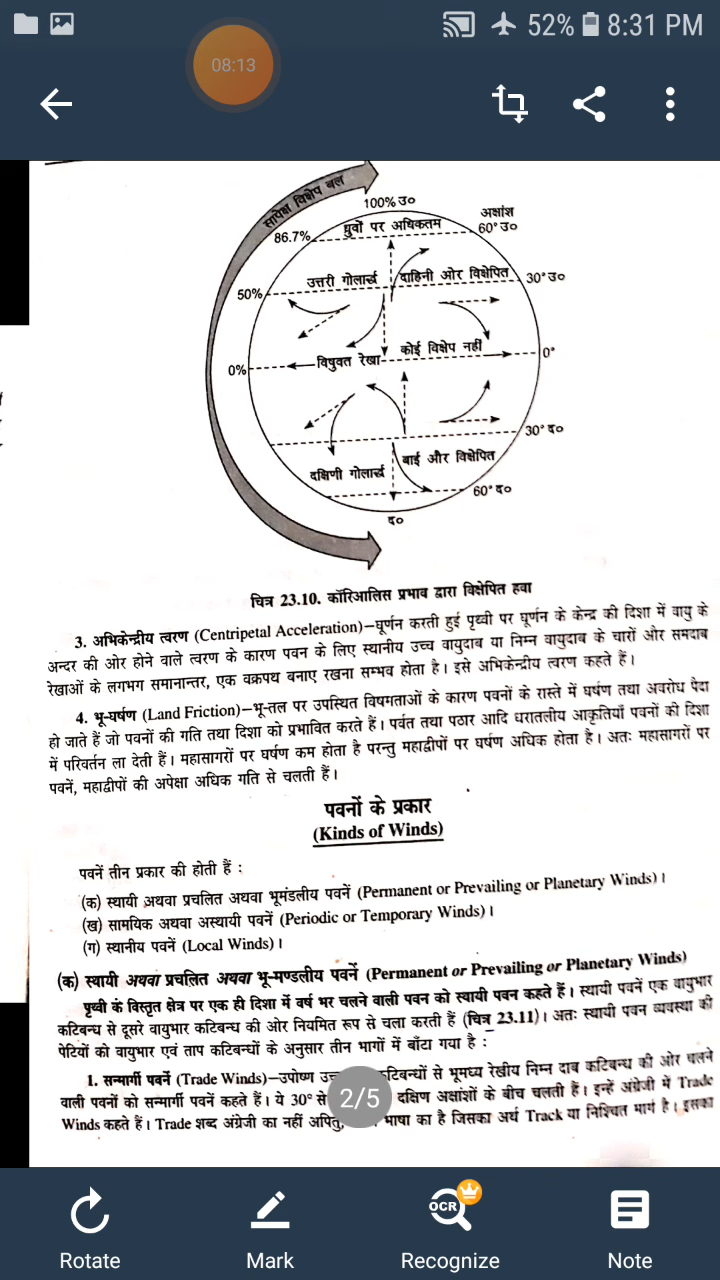 52% 8:31 PM
08:13
सापेक्ष विक्षेप बल
100% उ०
अक्षांश
86.7%
ध्रुवों पर अधिकतम
60° उ०
उत्तरी गोलार्द्ध
दाहिनी ओर विक्षेपित
30° उ०
50%
कोई विक्षेप नहीं
0°
0%
विषुवत रेखा
30° द०
दक्षिणी गोलार्द्ध
बाईं ओर विक्षेपित
60° द०
द०
चित्र 23.10. कॉरिआलिस प्रभाव द्वारा विक्षेपित हवा
3. अभिकेन्द्रीय त्वरण (Centripetal Acceleration)–घूर्णन करती हुई पृथ्वी पर घूर्णन के केन्द्र की दिशा में वायु के
अन्दर की ओर होने वाले त्वरण के कारण पवन के लिए स्थानीय उच्च वायुदाब या निम्न वायुदाब के चारों और समदाब
रेखाओं के लगभग समानान्तर, एक वक्रपथ बनाए रखना सम्भव होता है। इसे अभिकेन्द्रीय त्वरण कहते हैं।
4. भू-घर्षण (Land Friction)–भू-तल पर उपस्थित विषमताओं के कारण पवनों के रास्ते में घर्षण तथा अवरोध पैदा
हो जाते हैं जो पवनों की गति तथा दिशा को प्रभावित करते हैं। पर्वत तथा पठार आदि धरातलीय आकृतियाँ पवनों की दिशा
में परिवर्तन ला देती हैं। महासागरों पर घर्षण कम होता है परन्तु महाद्वीपों पर घर्षण अधिक होता है। अतः महासागरों पर
पवनें, महाद्वीपों की अपेक्षा अधिक गति से चलती हैं।
पवनों के प्रकार
(Kinds of Winds)
पवनें तीन प्रकार की होती हैं :
(क) स्थायी अथवा प्रचलित अथवा भूमंडलीय पवनें (Permanent or Prevailing or Planetary Winds)।
(ख) सामयिक अथवा अस्थायी पवनें (Periodic or Temporary Winds)।
(ग) स्थानीय पवनें (Local Winds)।
(क) स्थायी अथवा प्रचलित अथवा भू-मण्डलीय पवनें (Permanent or Prevailing or Planetary Winds)
पृथ्वी के विस्तृत क्षेत्र पर एक ही दिशा में वर्ष भर चलने वाली पवन को स्थायी पवन कहते हैं। स्थायी पवनें एक वायुभार
कटिबन्ध से दूसरे वायुभार कटिबन्ध की ओर नियमित रूप से चला करती हैं (चित्र 23.11)। अतः स्थायी पवन व्यवस्था की
पेटियों को वायुभार एवं ताप कटिबन्धों के अनुसार तीन भागों में बाँटा गया है :
1. सन्मार्गी पवनें (Trade Winds)–उपोष्ण कटिबन्धों से भूमध्य रेखीय निम्न दाब कटिबन्ध की ओर चलने
वाली पवनों को सन्मार्गी पवनें कहते हैं। ये 30° से दक्षिण अक्षांशों के बीच चलती हैं। इन्हें अंग्रेजी में Trade
Winds कहते हैं। Trade शब्द अंग्रेजी का नहीं अपितु, भाषा का है जिसका अर्थ Track या निश्चित मार्ग है। इसका
2/5
Rotate Mark Recognize Note
OCR